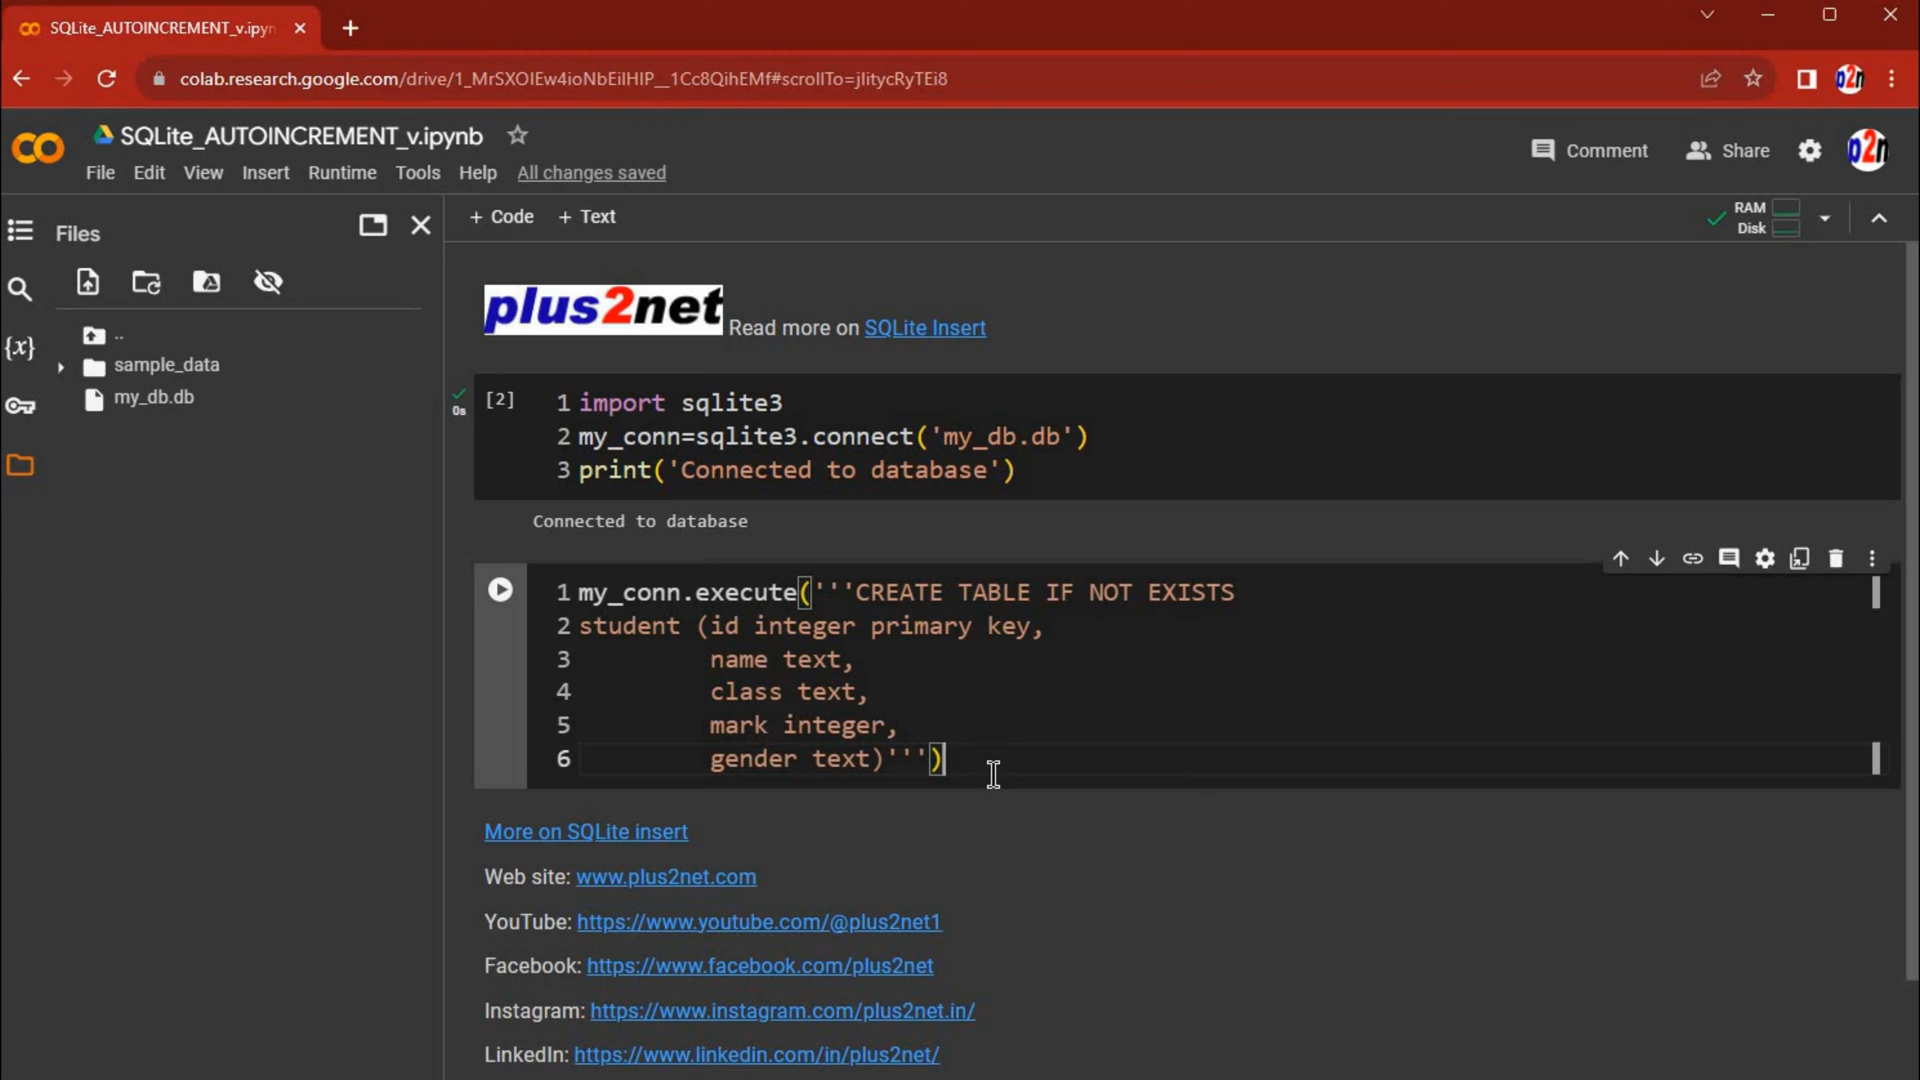 SQLite_AUTOINCREMENT_v.ipyn
colab.research.google.com/drive/1_MrSXOIEw4ioNbEiIHIP__1Cc8QihEMf#scrollTo=jIitycRyTEi8
p2n
SQLite_AUTOINCREMENT_v.ipynb
Comment
Share
p2n
File Edit View Insert Runtime Tools Help All changes saved
Files
+ Code + Text
RAM
Disk
..
sample_data
my_db.db
{x}
plus2net Read more on SQLite Insert
0s
[2]
1 import sqlite3
2 my_conn=sqlite3.connect('my_db.db')
3 print('Connected to database')
Connected to database
1 my_conn.execute('''CREATE TABLE IF NOT EXISTS
2 student (id integer primary key,
3 name text,
4 class text,
5 mark integer,
6 gender text)''')
More on SQLite insert
Web site: www.plus2net.com
YouTube: https://www.youtube.com/@plus2net1
Facebook: https://www.facebook.com/plus2net
Instagram: https://www.instagram.com/plus2net.in/
LinkedIn: https://www.linkedin.com/in/plus2net/